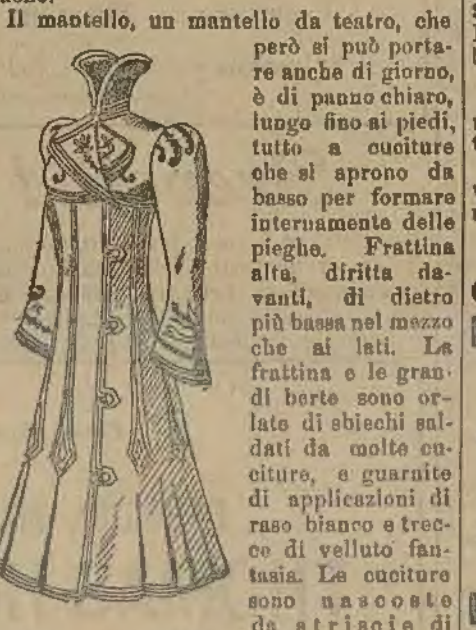 Il mantello, un mantello da teatro, che
però si può porta-
re anche di giorno,
è di panno chiaro,
lungo fino ai piedi,
tutto a cuciture
che si aprono da
basso per formare
internamente delle
pieghe. Frattina
alta, diritta da-
vanti, di dietro
più bassa nel mezzo
che ai lati. La
frattina e le gran-
di berte sono or-
late di sbiechi sal-
dati da molte cu-
citure, e guarnite
di applicazioni di
raso bianco e trec-
ce di velluto fan-
tasia. Le cuciture
sono nascoste
da striscie di